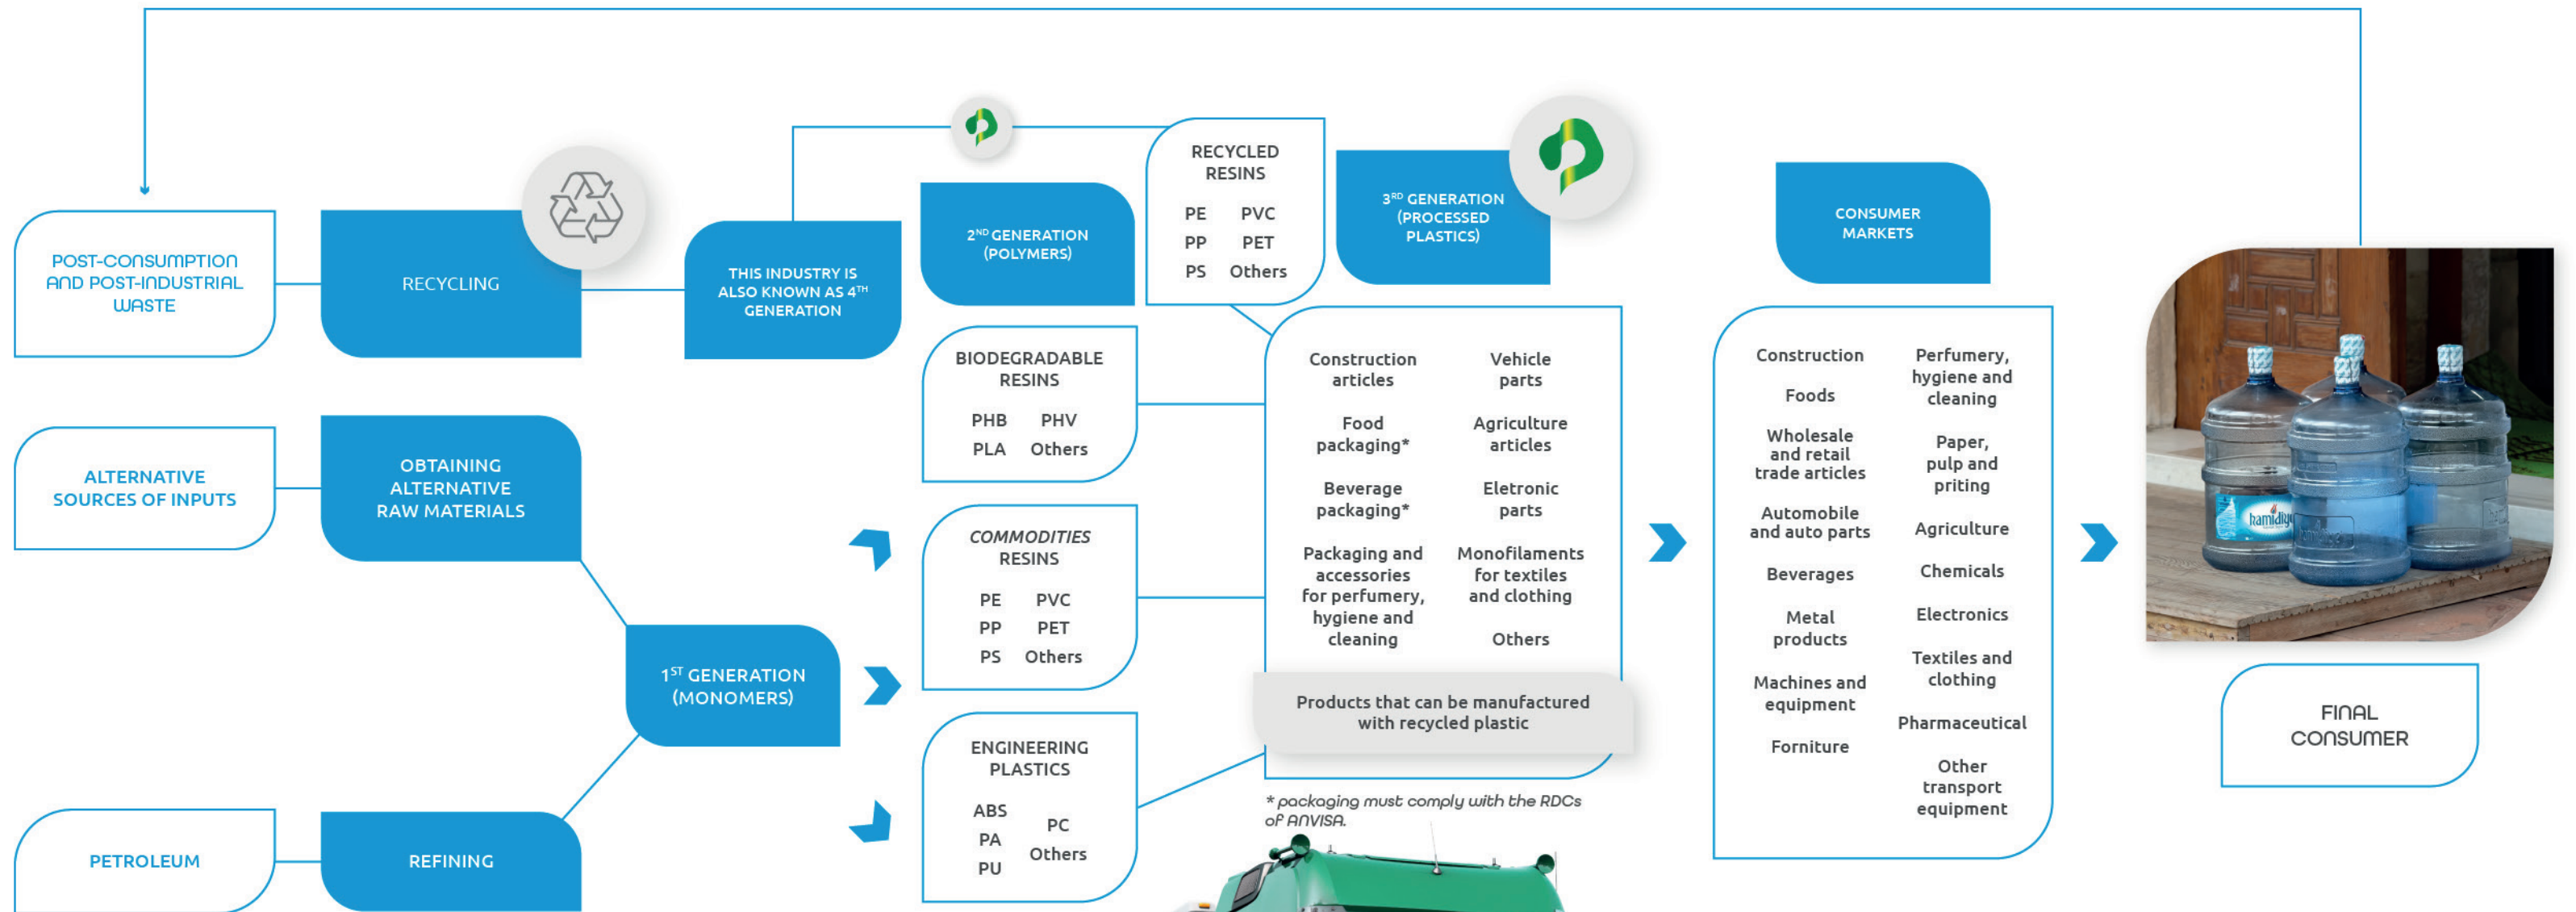 POST-CONSUMPTION
AND POST-INDUSTRIAL
WASTE
RECYCLING
THIS INDUSTRY IS
ALSO KNOWN AS 4TH
GENERATION
ALTERNATIVE
SOURCES OF INPUTS
OBTAINING
ALTERNATIVE
RAW MATERIALS
PETROLEUM
REFINING
1ST GENERATION
(MONOMERS)
2ND GENERATION
(POLYMERS)
BIODEGRADABLE
RESINS
PHB PHV
PLA Others
COMMODITIES
RESINS
PE PVC
PP PET
PS Others
ENGINEERING
PLASTICS
ABS
PA
PU
PC
Others
RECYCLED
RESINS
PE PVC
PP PET
PS Others
3RD GENERATION
(PROCESSED
PLASTICS)
Construction
articles
Food
packaging*
Beverage
packaging*
Packaging and
accessories
for perfumery,
hygiene and
cleaning
Vehicle
parts
Agriculture
articles
Eletronic
parts
Monofilaments
for textiles
and clothing
Others
Products that can be manufactured
with recycled plastic
* packaging must comply with the RDCs
of ANVISA.
CONSUMER
MARKETS
Construction
Foods
Wholesale
and retail
trade articles
Automobile
and auto parts
Beverages
Metal
products
Machines and
equipment
Forniture
Perfumery,
hygiene and
cleaning
Paper,
pulp and
priting
Agriculture
Chemicals
Electronics
Textiles and
clothing
Pharmaceutical
Other
transport
equipment
FINAL
CONSUMER